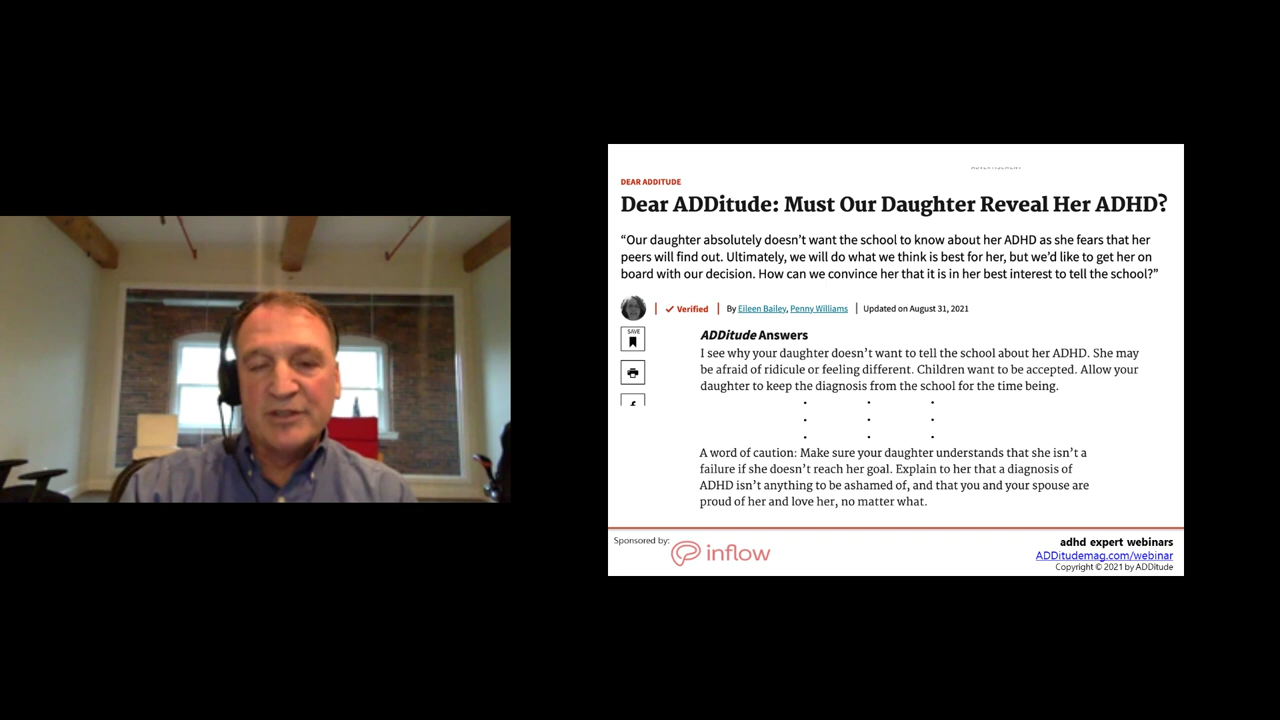 ADVERTISEMENT
DEAR ADDITUDE
Dear ADDitude: Must Our Daughter Reveal Her ADHD?
“Our daughter absolutely doesn’t want the school to know about her ADHD as she fears that her
peers will find out. Ultimately, we will do what we think is best for her, but we’d like to get her on
board with our decision. How can we convince her that it is in her best interest to tell the school?”
Verified | By Eileen Bailey, Penny Williams | Updated on August 31, 2021
SAVE
ADDitude Answers
I see why your daughter doesn’t want to tell the school about her ADHD. She may
be afraid of ridicule or feeling different. Children want to be accepted. Allow your
daughter to keep the diagnosis from the school for the time being.
A word of caution: Make sure your daughter understands that she isn’t a
failure if she doesn’t reach her goal. Explain to her that a diagnosis of
ADHD isn’t anything to be ashamed of, and that you and your spouse are
proud of her and love her, no matter what.
Sponsored by:
inflow
adhd expert webinars
ADDitudemag.com/webinar
Copyright © 2021 by ADDitude